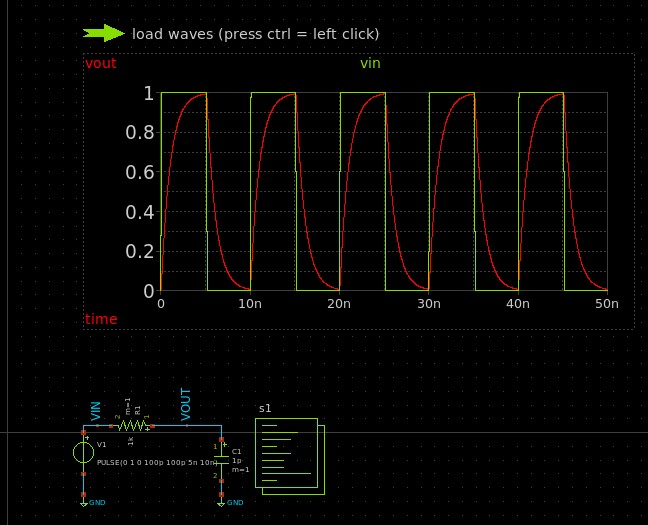 load waves (press ctrl = left click)
vout vin
1
0.8
0.6
0.4
0.2
0
0 10n 20n 30n 40n 50n
time
VIN
2
m=1
R1
1
1k
VOUT
s1
V1
PULSE(0 1 0 100p 100p 5n 10n)
1
C1
1p
m=1
2
GND
GND